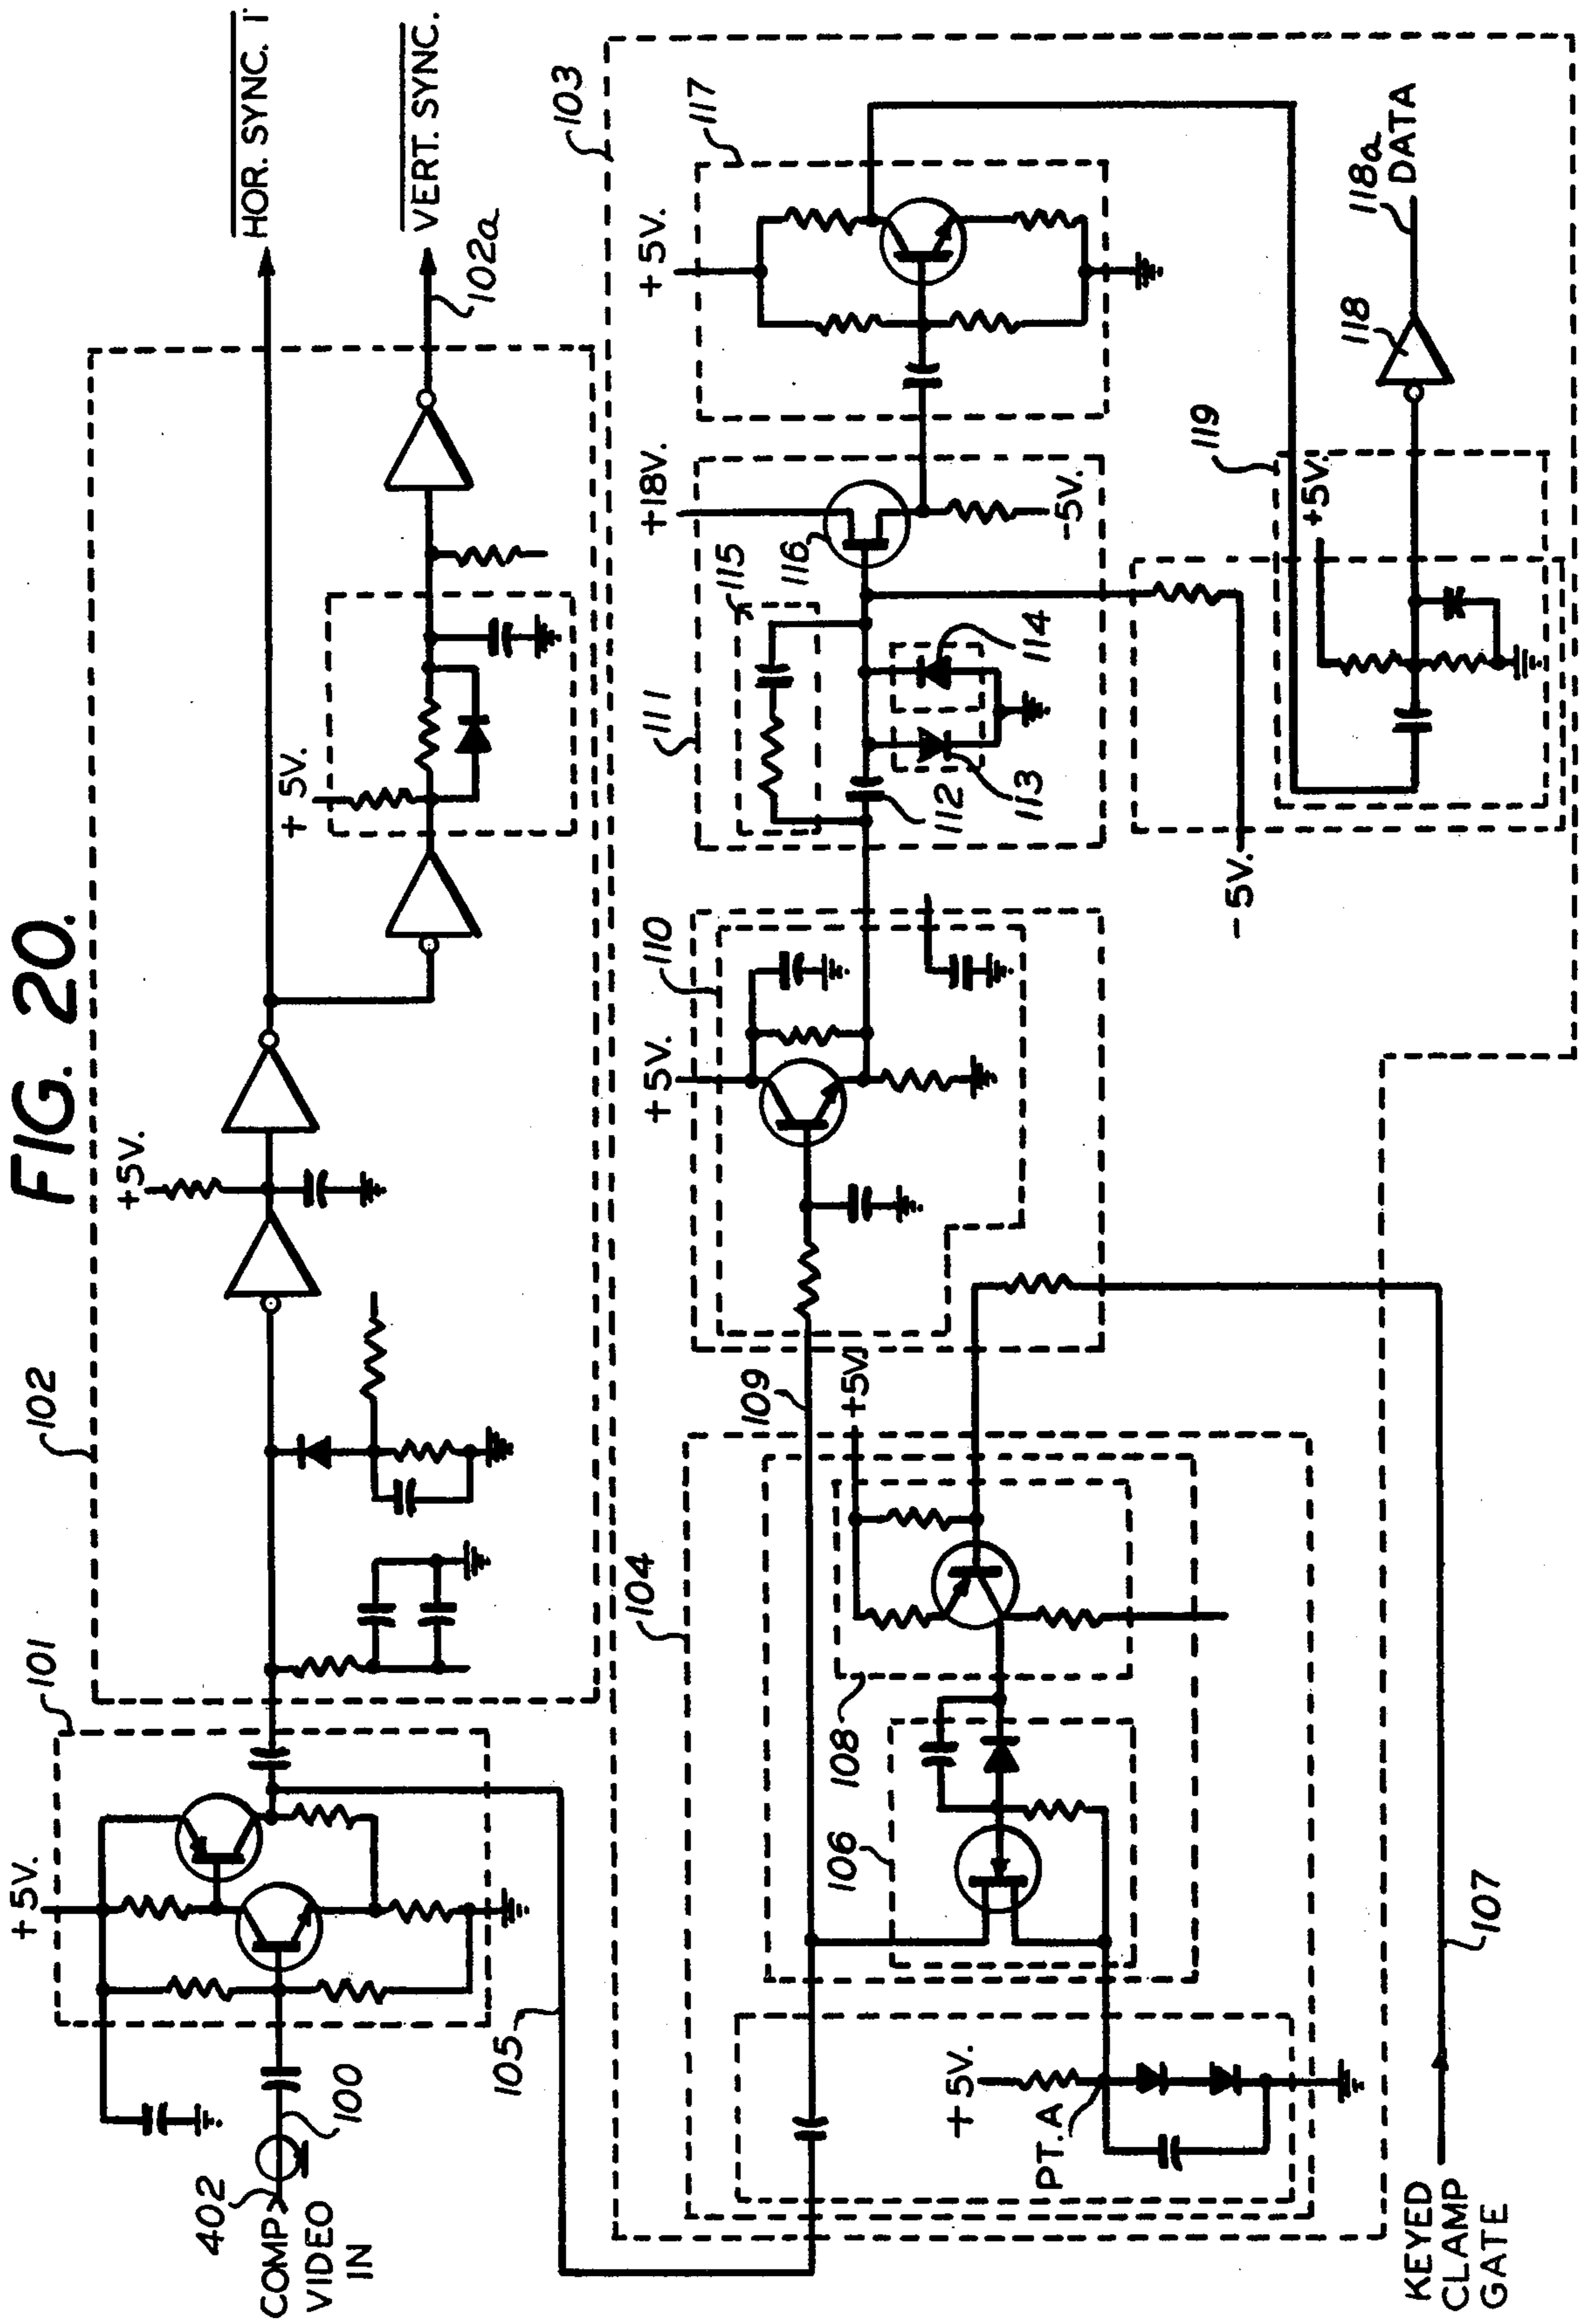 FIG. 20.
402
COMP
VIDEO
IN
100
+5V.
101
102
+5V.
+5V.
HOR. SYNC. 1
VERT. SYNC.
102a
105
103
104
PT. A
+5V.
106
108
109
+5V.
110
+5V.
111
112
113
114
115
116
+18V.
-5V.
117
+5V.
-5V.
119
+5V.
118
118a
DATA
KEYED
CLAMP
GATE
107